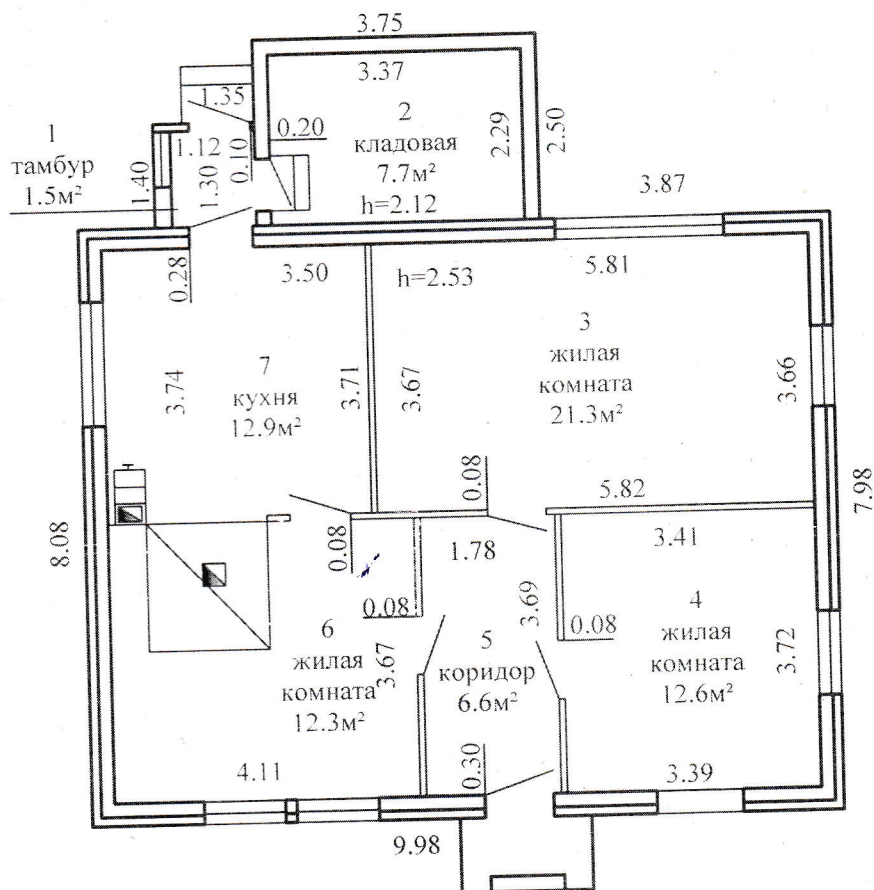 3.75
3.37
1.35
1
тамбур
1.5м²
1.12
0.20
0.10
1.30
1.40
2
кладовая
7.7м²
h=2.12
2.29
2.50
3.87
0.28
3.50
h=2.53
5.81
3
жилая
комната
21.3м²
3.74
7
кухня
12.9м²
3.71
3.67
3.66
0.08
5.82
7.98
8.08
0.08
1.78
3.41
0.08
3.69
0.08
6
жилая
комната
12.3м²
3.67
5
коридор
6.6м²
4
жилая
комната
12.6м²
3.72
4.11
0.30
3.39
9.98